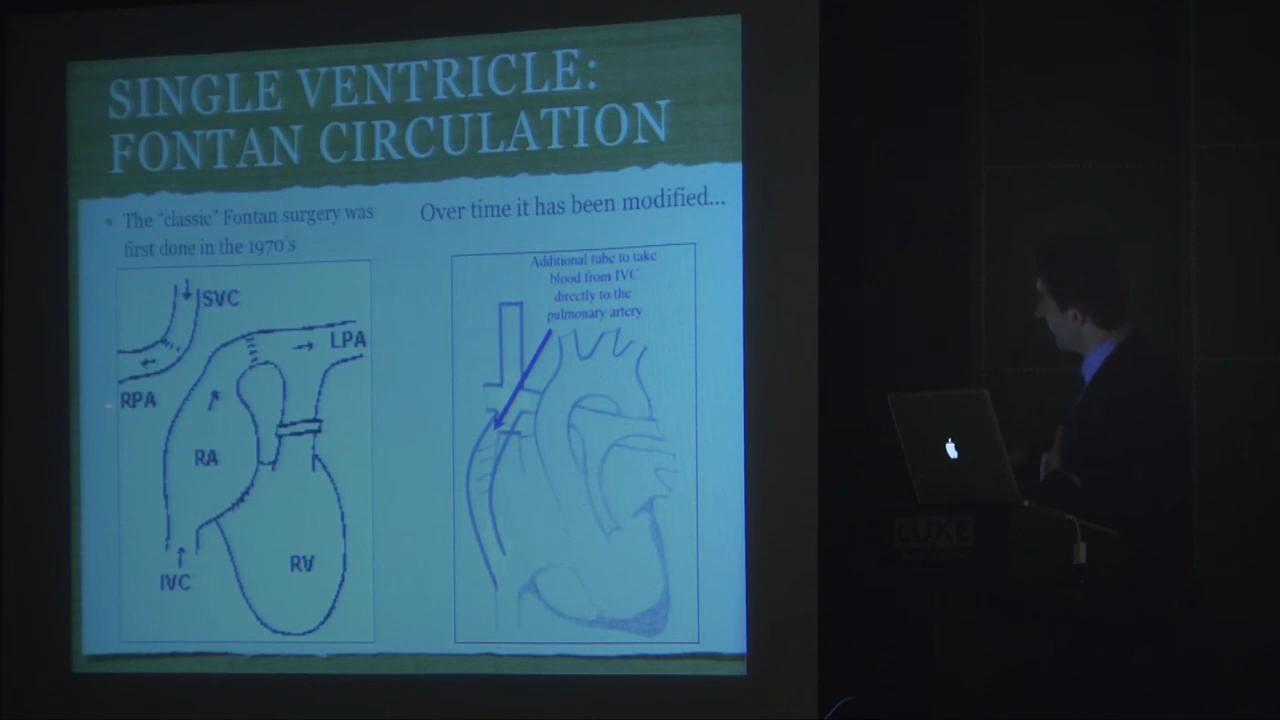 SINGLE VENTRICLE:
FONTAN CIRCULATION
• The “classic” Fontan surgery was
first done in the 1970's
Over time it has been modified...
SVC
LPA
RPA
RA
RV
IVC
Additional tube to take
blood from IVC
directly to the
pulmonary artery
LUXE